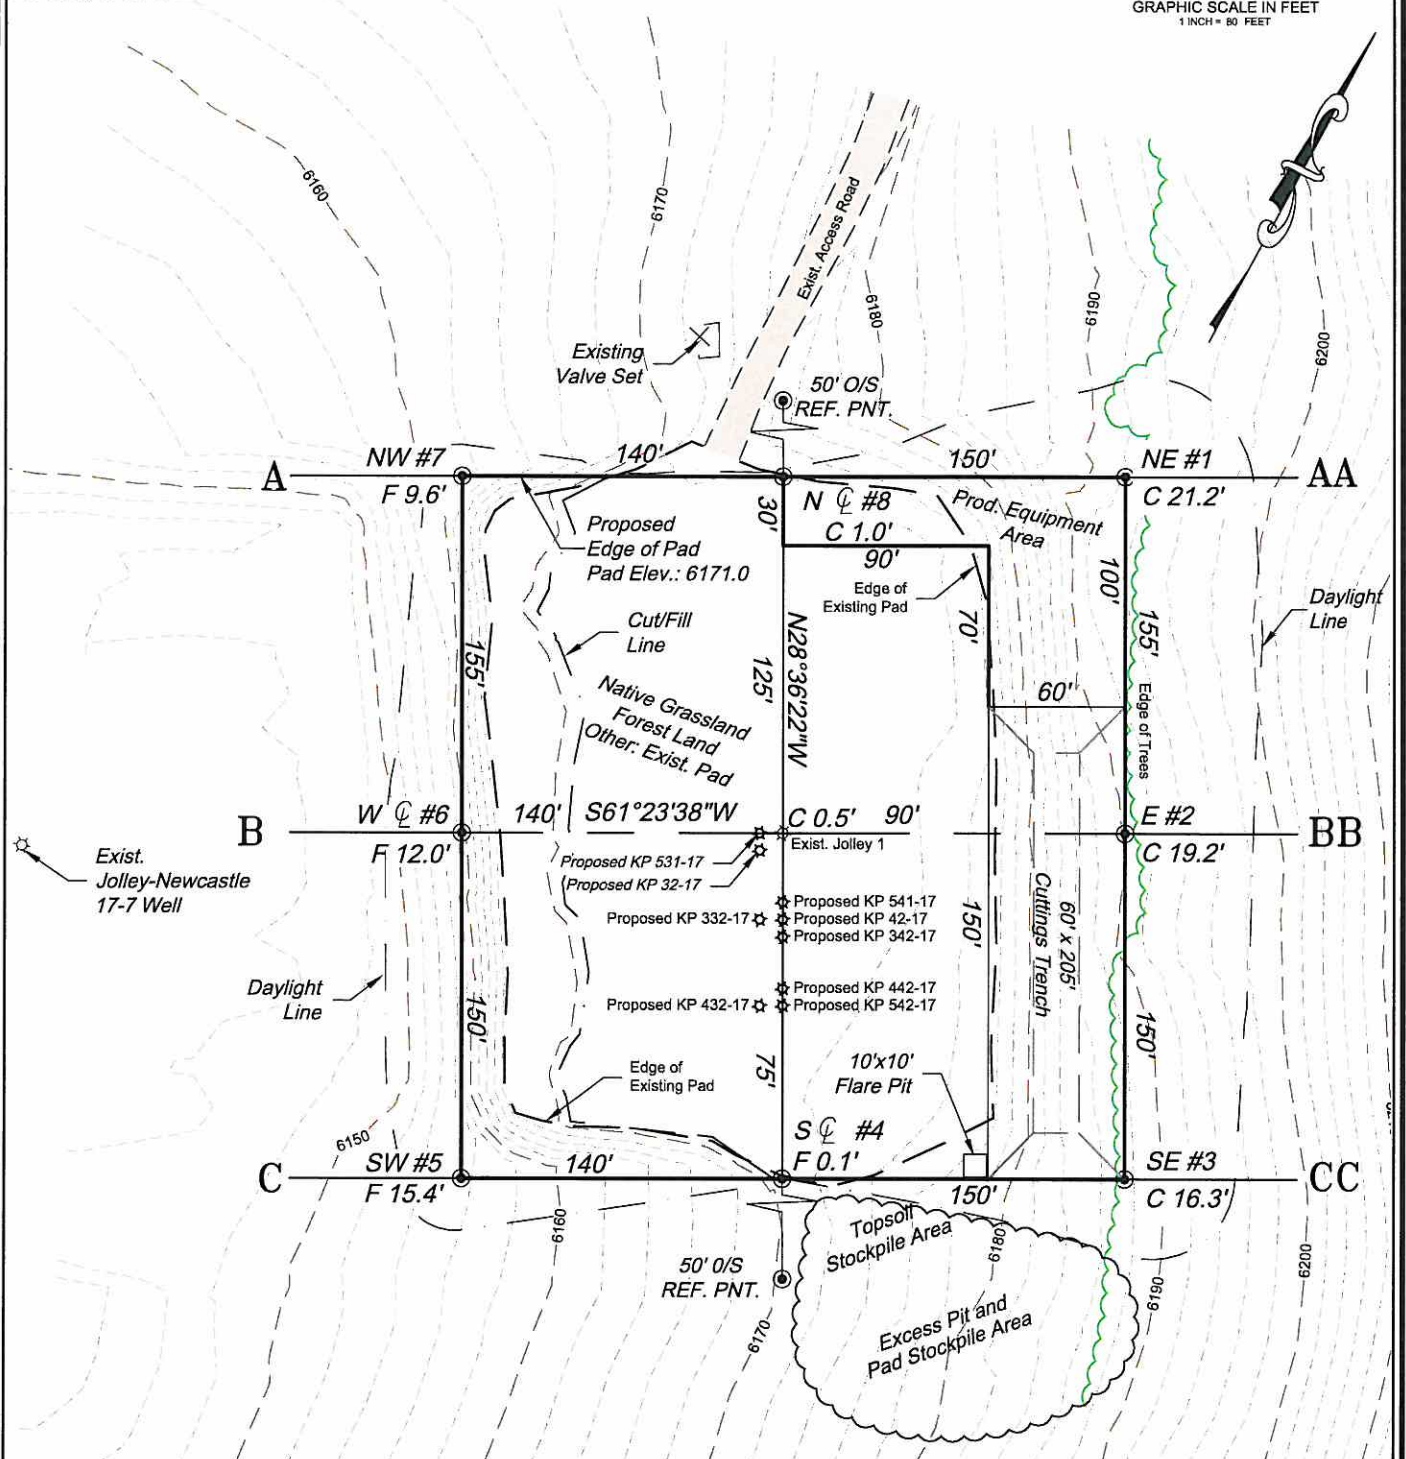 GRAPHIC SCALE IN FEET
1 INCH = 80 FEET
6160
6170
Exist. Access Road
6180
6190
6200
Existing
Valve Set
50' O/S
REF. PNT.
A
NW #7
140'
150'
NE #1
AA
F 9.6'
30'
N ℄ #8
C 1.0'
Prod. Equipment
Area
C 21.2'
Proposed
Edge of Pad
Pad Elev.: 6171.0
90'
Edge of
Existing Pad
100'
Daylight
Line
Cut/Fill
Line
70'
155'
155'
125'
N28°36'22"W
60'
Edge of Trees
Native Grassland
Forest Land
Other: Exist. Pad
B
W ℄ #6
140'
S61°23'38"W
C 0.5'
90'
E #2
BB
F 12.0'
Exist. Jolley 1
C 19.2'
Exist.
Jolley-Newcastle
17-7 Well
Proposed KP 531-17
Proposed KP 32-17
Proposed KP 541-17
Proposed KP 332-17
Proposed KP 42-17
Proposed KP 342-17
150'
Cuttings Trench
60' x 205'
Daylight
Line
Proposed KP 442-17
Proposed KP 432-17
Proposed KP 542-17
150'
150'
75'
Edge of
Existing Pad
10'x10'
Flare Pit
6150
S ℄ #4
C
SW #5
140'
F 0.1'
SE #3
CC
F 15.4'
150'
C 16.3'
6160
Topsoil
Stockpile Area
6180
6200
50' 0/S
REF. PNT.
6190
6170
Excess Pit and
Pad Stockpile Area